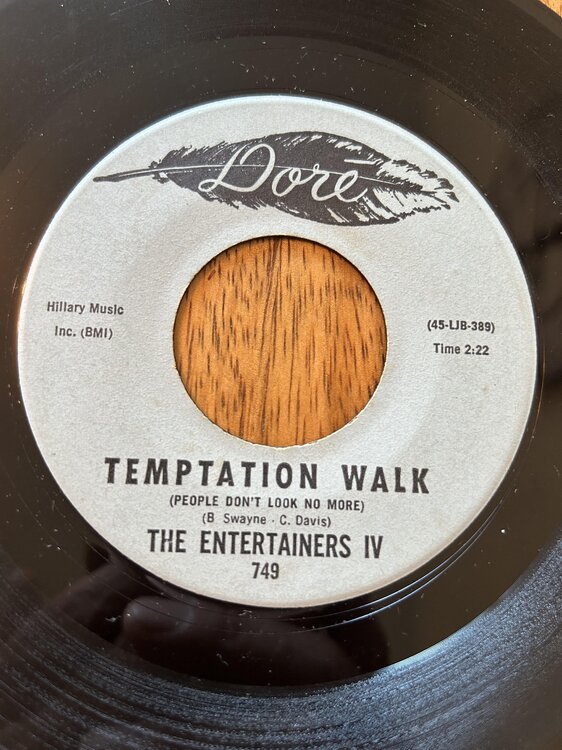 Doré
Hillary Music
Inc. (BMI)
(45-LJB-389)
Time 2:22
TEMPTATION WALK
(PEOPLE DON'T LOOK NO MORE)
(B Swayne - C. Davis)
THE ENTERTAINERS IV
749